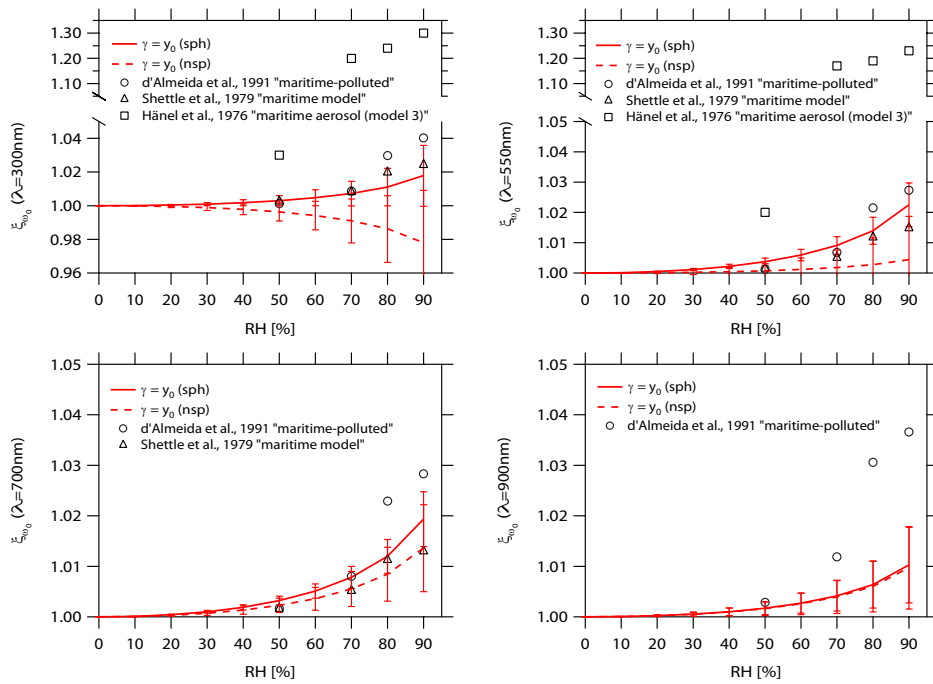 1.30
1.20
1.10
1.04
1.02
1.00
0.98
0.96
ξω₀ (λ=300nm)
γ = y₀ (sph)
γ = y₀ (nsp)
d'Almeida et al., 1991 "maritime-polluted"
Shettle et al., 1979 "maritime model"
Hänel et al., 1976 "maritime aerosol (model 3)"
0 10 20 30 40 50 60 70 80 90
RH [%]
1.30
1.20
1.10
1.05
1.04
1.03
1.02
1.01
1.00
ξω₀ (λ=550nm)
γ = y₀ (sph)
γ = y₀ (nsp)
d'Almeida et al., 1991 "maritime-polluted"
Shettle et al., 1979 "maritime model"
Hänel et al., 1976 "maritime aerosol (model 3)"
0 10 20 30 40 50 60 70 80 90
RH [%]
1.05
1.04
1.03
1.02
1.01
1.00
ξω₀ (λ=700nm)
γ = y₀ (sph)
γ = y₀ (nsp)
d'Almeida et al., 1991 "maritime-polluted"
Shettle et al., 1979 "maritime model"
0 10 20 30 40 50 60 70 80 90
RH [%]
1.05
1.04
1.03
1.02
1.01
1.00
ξω₀ (λ=900nm)
γ = y₀ (sph)
γ = y₀ (nsp)
d'Almeida et al., 1991 "maritime-polluted"
0 10 20 30 40 50 60 70 80 90
RH [%]